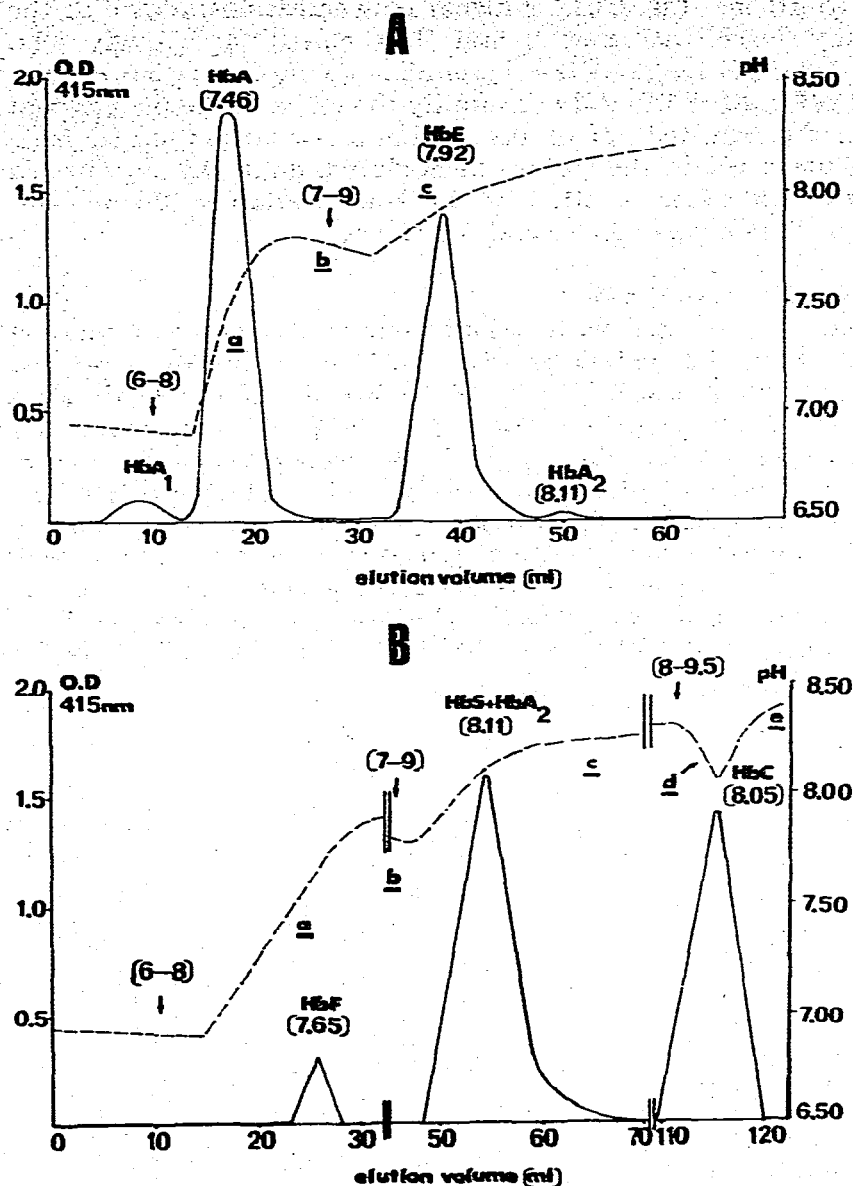 A
O.D
415nm
pH
2.0
1.5
1.0
0.5
8.50
8.00
7.50
7.00
6.50
HbA
(7.46)
HbE
(7.92)
(7–9)
c
b
a
(6–8)
HbA1
HbA2
(8.11)
10 20 30 40 50 60
elution volume (ml)
B
O.D
415nm
pH
2.0
1.5
1.0
0.5
8.50
8.00
7.50
7.00
6.50
(8–9.5)
HbS+HbA2
(8.11)
(7–9)
e
c
d
HbC
(8.05)
b
a
(6–8)
HbF
(7.65)
0 10 20 30 50 60 70 110 120
elution volume (ml)